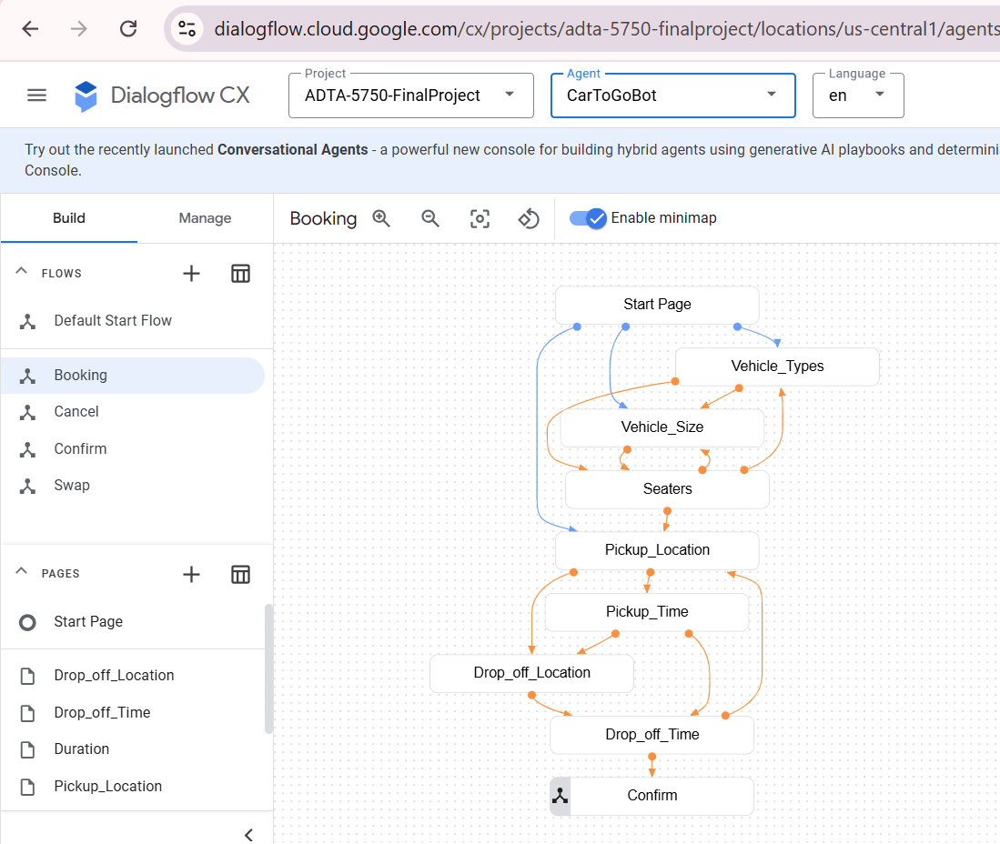 dialogflow.cloud.google.com/cx/projects/adta-5750-finalproject/locations/us-central1/agents
Dialogflow CX
Project
ADTA-5750-FinalProject
Agent
CarToGoBot
Language
en
Try out the recently launched Conversational Agents - a powerful new console for building hybrid agents using generative AI playbooks and determini
Console.
Build
Manage
Booking
Enable minimap
FLOWS
Default Start Flow
Booking
Cancel
Confirm
Swap
PAGES
Start Page
Drop_off_Location
Drop_off_Time
Duration
Pickup_Location
Start Page
Vehicle_Types
Vehicle_Size
Seaters
Pickup_Location
Pickup_Time
Drop_off_Location
Drop_off_Time
Confirm